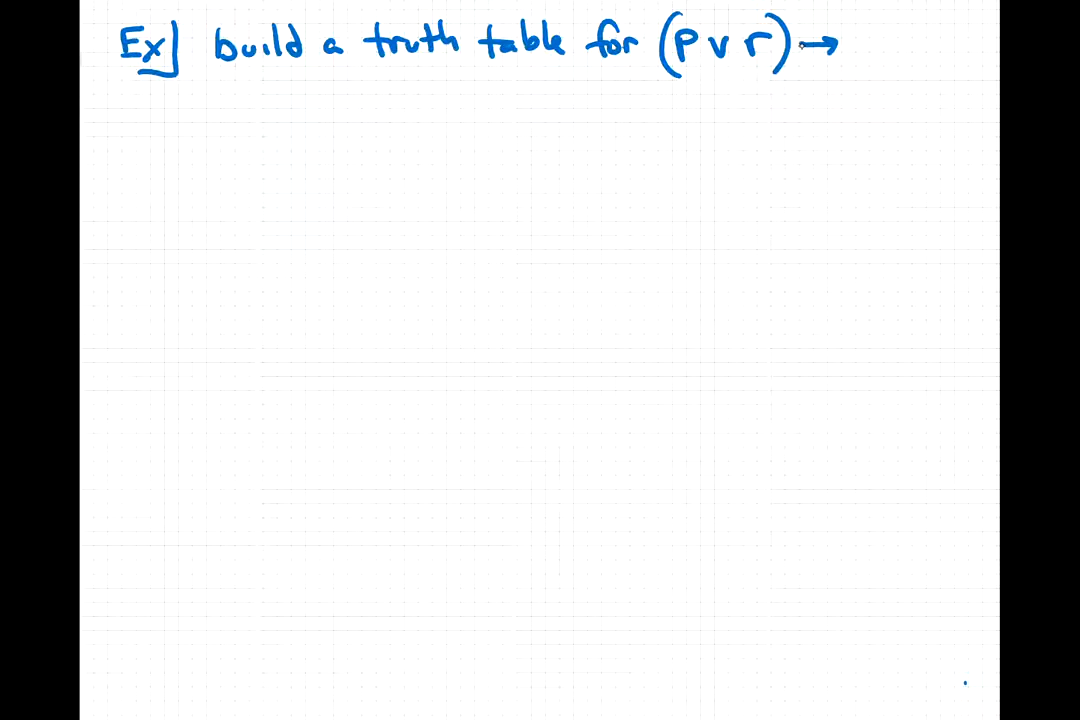 Ex] build a truth table for (p ∨ r) →